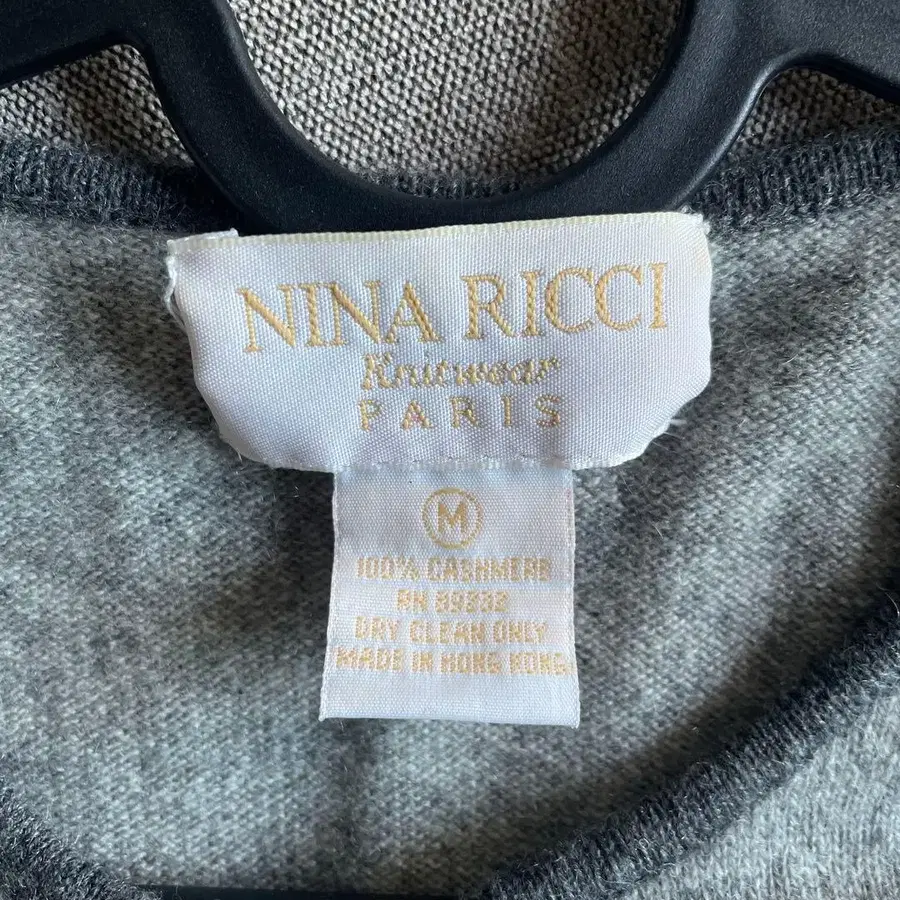 NINA RICCI
Knitwear
PARIS
M
100% CASHMERE
RN 89332
DRY CLEAN ONLY
MADE IN HONG KONG